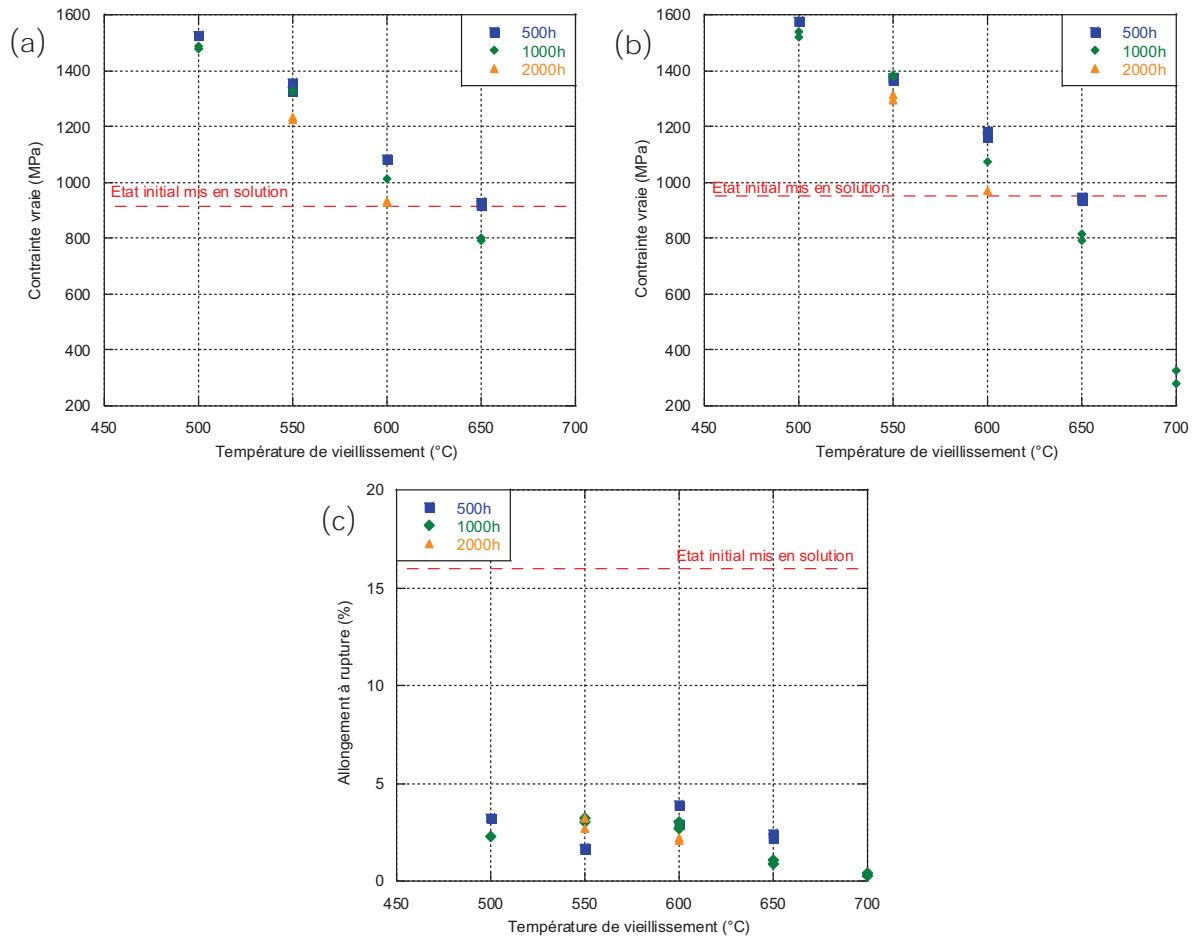 (a)
1600
1400
1200
1000
800
600
400
200
450
500
550
600
650
700
Contrainte vraie (MPa)
Température de vieillissement (°C)
500h
1000h
2000h
Etat initial mis en solution
(b)
1600
1400
1200
1000
800
600
400
200
450
500
550
600
650
700
Contrainte vraie (MPa)
Température de vieillissement (°C)
500h
1000h
2000h
Etat initial mis en solution
(c)
20
15
10
5
0
450
500
550
600
650
700
Allongement à rupture (%)
Température de vieillissement (°C)
500h
1000h
2000h
Etat initial mis en solution